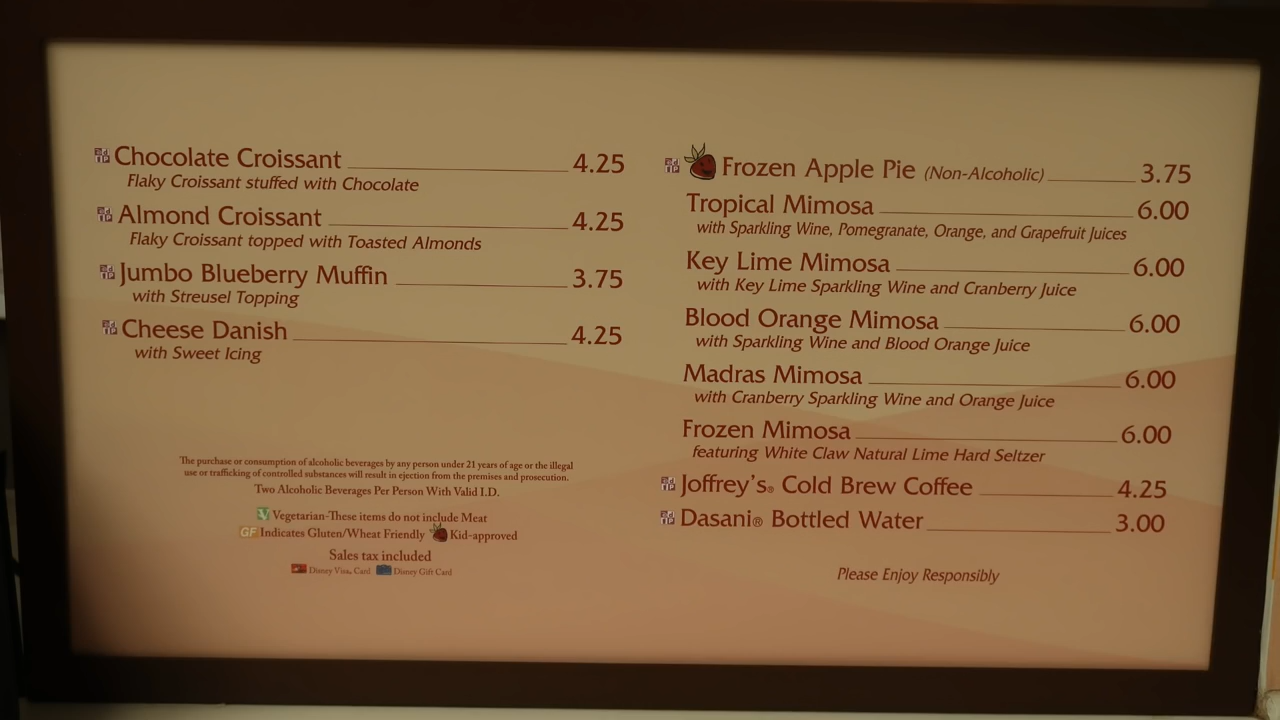 Chocolate Croissant 4.25
Flaky Croissant stuffed with Chocolate
Almond Croissant 4.25
Flaky Croissant topped with Toasted Almonds
Jumbo Blueberry Muffin 3.75
with Streusel Topping
Cheese Danish 4.25
with Sweet Icing
The purchase or consumption of alcoholic beverages by any person under 21 years of age or the illegal
use or trafficking of controlled substances will result in ejection from the premises and prosecution.
Two Alcoholic Beverages Per Person With Valid I.D.
V Vegetarian-These items do not include Meat
GF Indicates Gluten/Wheat Friendly Kid-approved
Sales tax included
Disney Visa, Card Disney Gift Card
Frozen Apple Pie (Non-Alcoholic) 3.75
Tropical Mimosa 6.00
with Sparkling Wine, Pomegranate, Orange, and Grapefruit Juices
Key Lime Mimosa 6.00
with Key Lime Sparkling Wine and Cranberry Juice
Blood Orange Mimosa 6.00
with Sparkling Wine and Blood Orange Juice
Madras Mimosa 6.00
with Cranberry Sparkling Wine and Orange Juice
Frozen Mimosa 6.00
featuring White Claw Natural Lime Hard Seltzer
Joffrey's® Cold Brew Coffee 4.25
Dasani® Bottled Water 3.00
Please Enjoy Responsibly